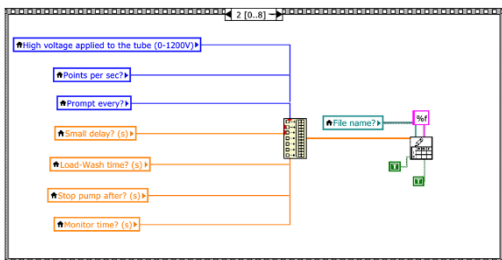 2 [0..8]
High voltage applied to the tube (0-1200V)
Points per sec?
Prompt every?
Small delay? (s)
Load-Wash time? (s)
Stop pump after? (s)
Monitor time? (s)
File name?
%f
T
T